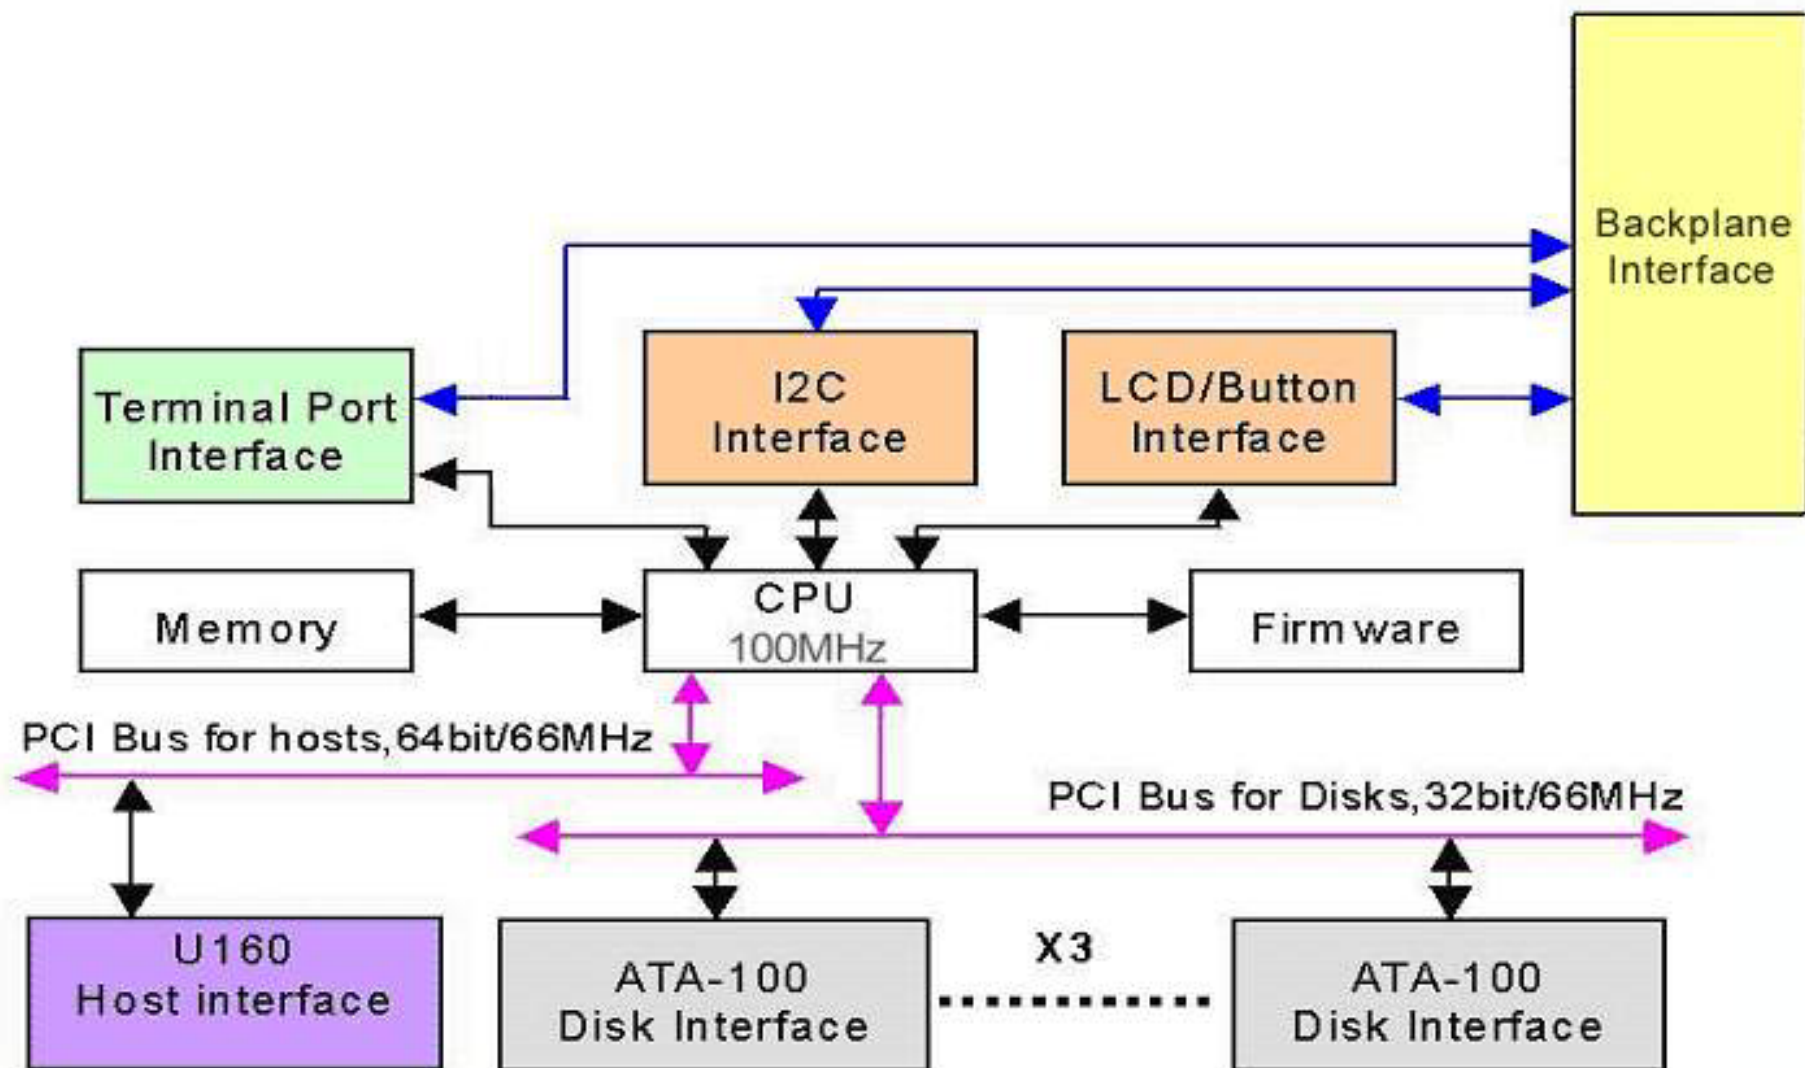 Backplane
Interface
Terminal Port
Interface
I2C
Interface
LCD/Button
Interface
Memory
CPU
100MHz
Firmware
PCI Bus for hosts,64bit/66MHz
PCI Bus for Disks,32bit/66MHz
U160
Host interface
ATA-100
Disk Interface
X3
ATA-100
Disk Interface